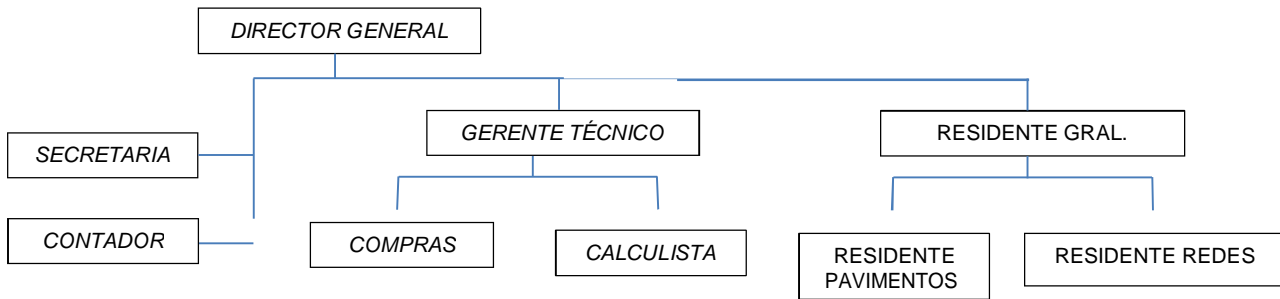 DIRECTOR GENERAL
GERENTE TÉCNICO
RESIDENTE GRAL.
SECRETARIA
CONTADOR
COMPRAS
CALCULISTA
RESIDENTE
PAVIMENTOS
RESIDENTE REDES